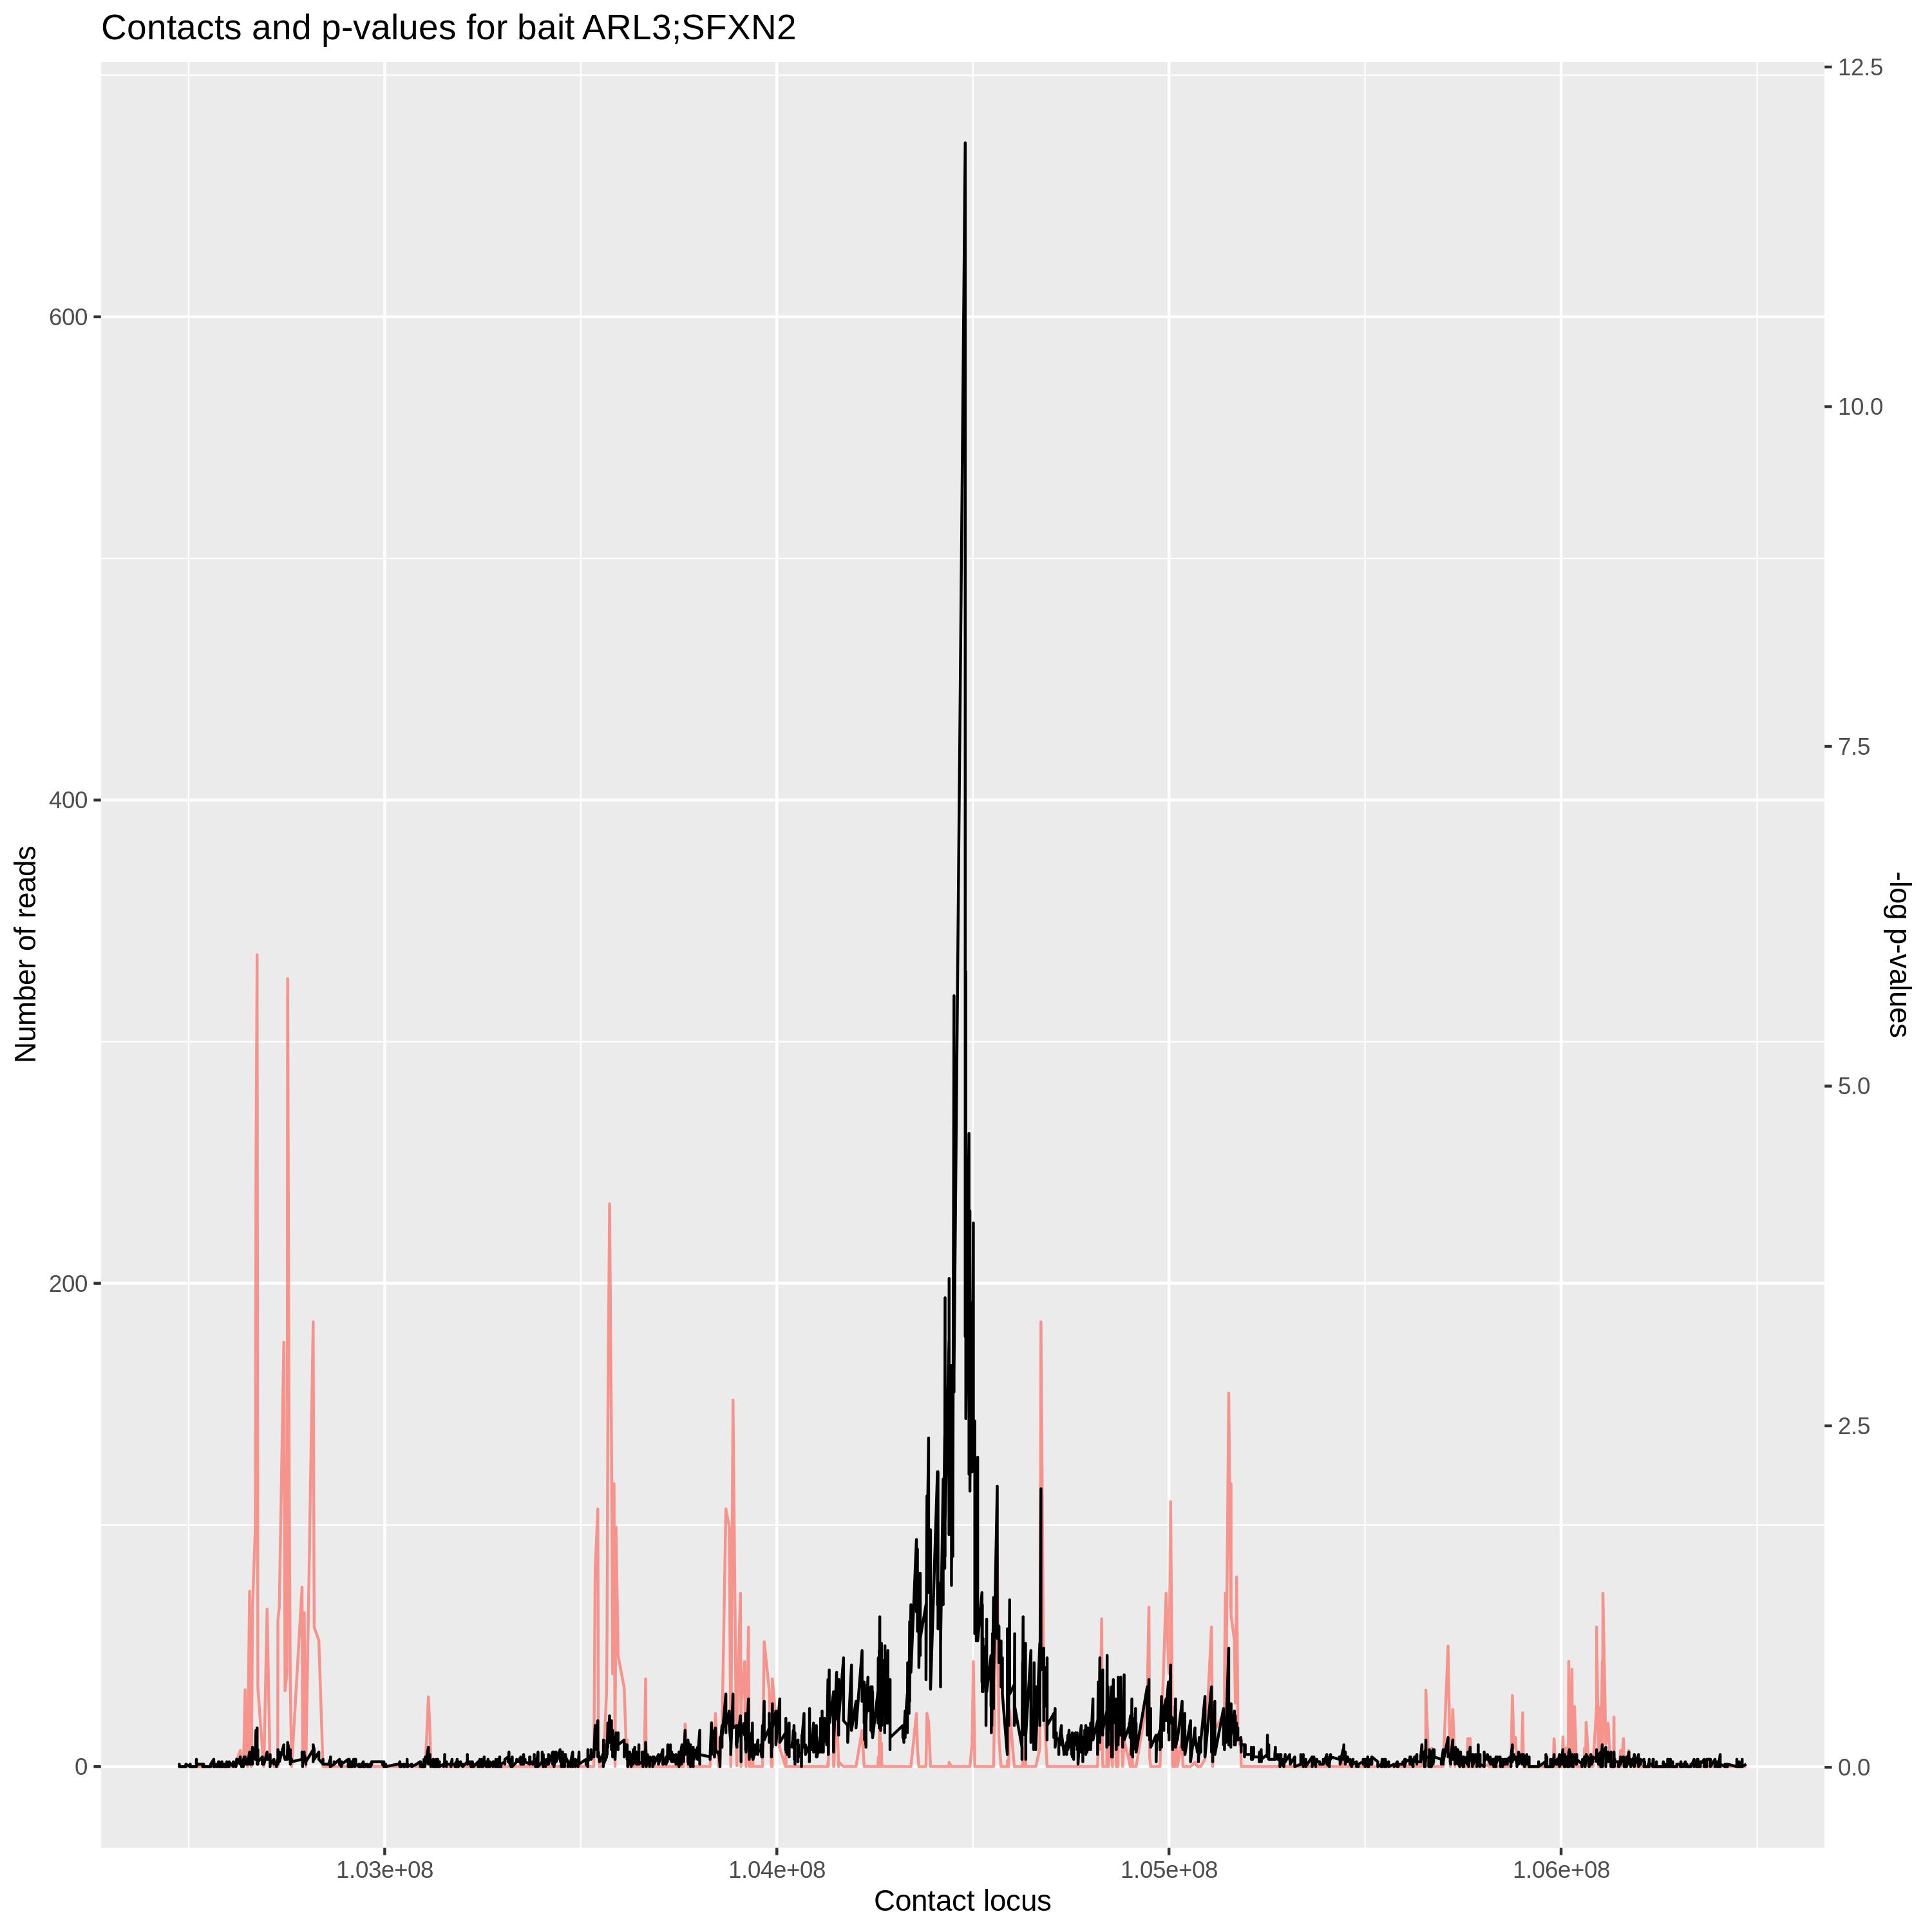 Contacts and p-values for bait ARL3;SFXN2
12.5
10.0
7.5
5.0
2.5
0.0
600
400
200
0
Number of reads
-log p-values
1.03e+08 1.04e+08 1.05e+08 1.06e+08
Contact locus